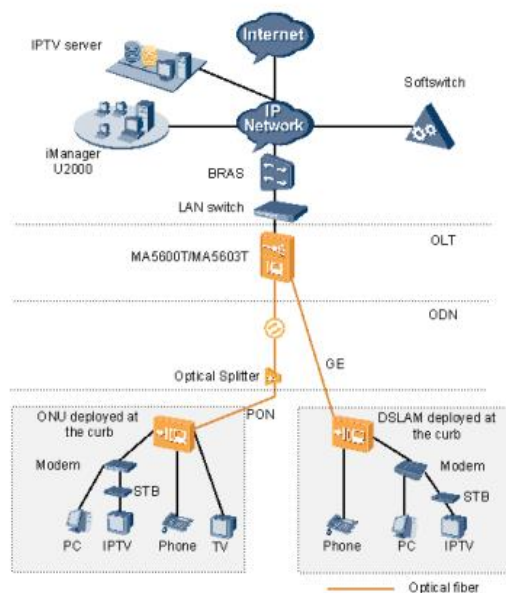 Internet
IPTV server
Softswitch
IP
Network
iManager
U2000
BRAS
LAN switch
OLT
MA5600T/MA5603T
ODN
GE
Optical Splitter
PON
ONU deployed at
the curb
DSLAM deployed at
the curb
Modem
STB
PC
IPTV
Phone
TV
Modem
STB
Phone
PC
IPTV
Optical fiber